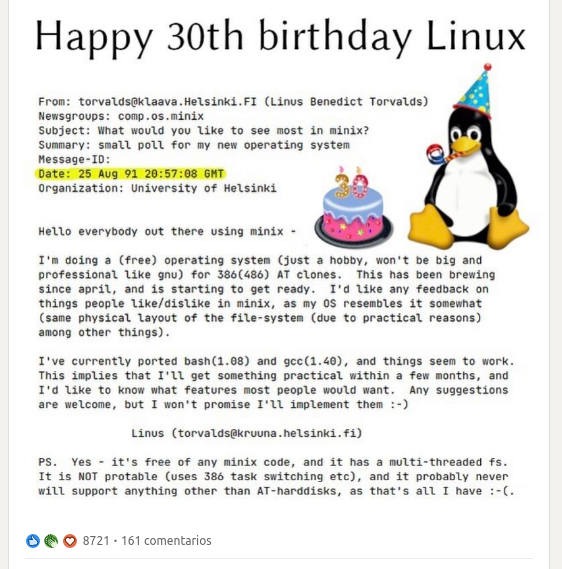 Happy 30th birthday Linux
From: torvalds@klaava.Helsinki.FI (Linus Benedict Torvalds)
Newsgroups: comp.os.minix
Subject: What would you like to see most in minix?
Summary: small poll for my new operating system
Message-ID:
Date: 25 Aug 91 20:57:08 GMT
Organization: University of Helsinki
30
Hello everybody out there using minix -
I'm doing a (free) operating system (just a hobby, won't be big and
professional like gnu) for 386(486) AT clones.  This has been brewing
since april, and is starting to get ready.  I'd like any feedback on
things people like/dislike in minix, as my OS resembles it somewhat
(same physical layout of the file-system (due to practical reasons)
among other things).
I've currently ported bash(1.08) and gcc(1.40), and things seem to work.
This implies that I'll get something practical within a few months, and
I'd like to know what features most people would want.  Any suggestions
are welcome, but I won't promise I'll implement them :-)
Linus (torvalds@kruuna.helsinki.fi)
PS.  Yes - it's free of any minix code, and it has a multi-threaded fs.
It is NOT protable (uses 386 task switching etc), and it probably never
will support anything other than AT-harddisks, as that's all I have :-(.
8721 · 161 comentarios